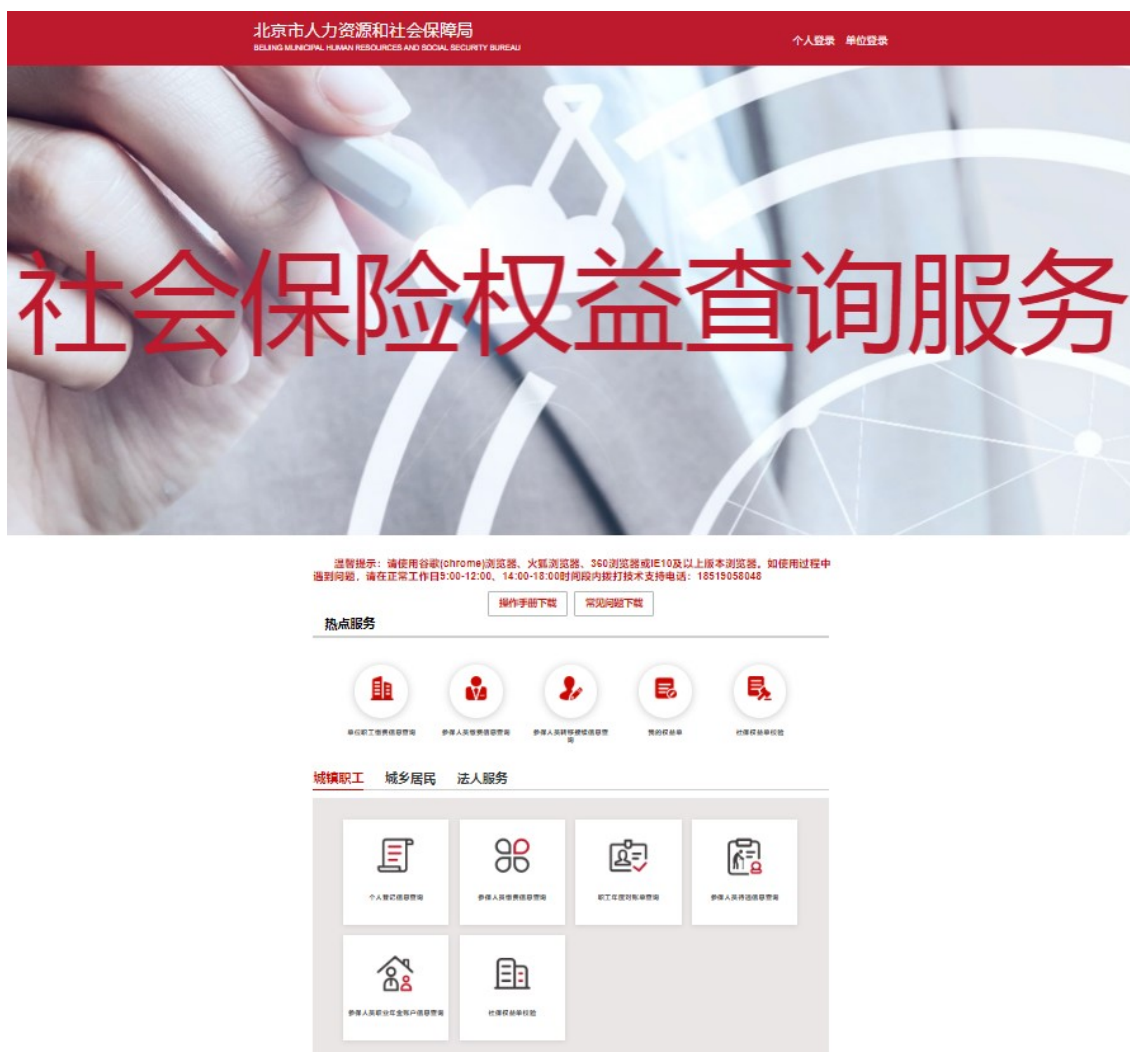 北京市人力资源和社会保障局
BEIJING MUNICIPAL HUMAN RESOURCES AND SOCIAL SECURITY BUREAU
个人登录 单位登录
社会保险权益查询服务
温馨提示：请使用谷歌(chrome)浏览器、火狐浏览器、360浏览器或IE10及以上版本浏览器，如使用过程中
遇到问题，请在正常工作日9:00-12:00、14:00-18:00时间段内拨打技术支持电话：18519058048
操作手册下载 常见问题下载
热点服务
单位职工缴费信息查询 参保人员缴费信息查询 参保人员转移接续信息查 我的权益单 社保权益单校验
询
城镇职工 城乡居民 法人服务
个人登记信息查询 参保人员缴费信息查询 职工年度对账单查询 参保人员待遇信息查询
参保人员职业年金账户信息查询 社保权益单校验